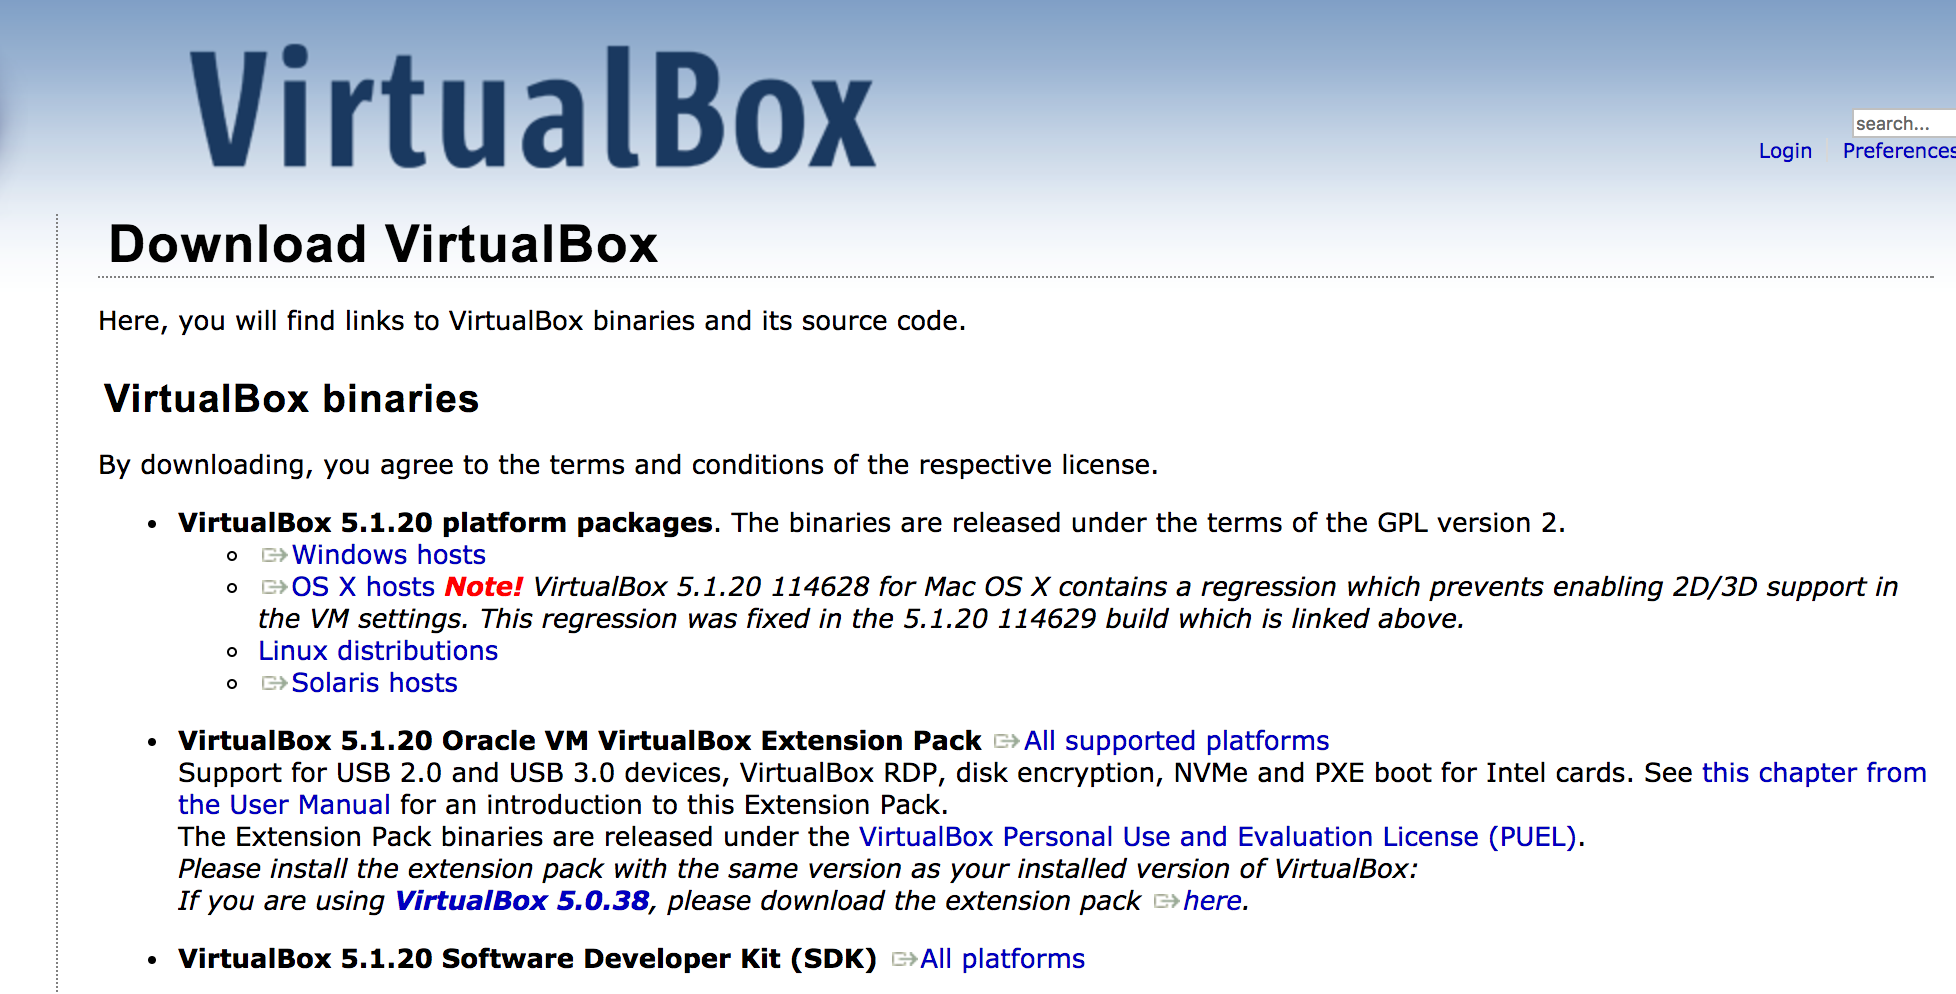 VirtualBox
search...
Login Preferences
Download VirtualBox
Here, you will find links to VirtualBox binaries and its source code.
VirtualBox binaries
By downloading, you agree to the terms and conditions of the respective license.
VirtualBox 5.1.20 platform packages. The binaries are released under the terms of the GPL version 2.
Windows hosts
OS X hosts Note! VirtualBox 5.1.20 114628 for Mac OS X contains a regression which prevents enabling 2D/3D support in
the VM settings. This regression was fixed in the 5.1.20 114629 build which is linked above.
Linux distributions
Solaris hosts
VirtualBox 5.1.20 Oracle VM VirtualBox Extension Pack All supported platforms
Support for USB 2.0 and USB 3.0 devices, VirtualBox RDP, disk encryption, NVMe and PXE boot for Intel cards. See this chapter from
the User Manual for an introduction to this Extension Pack.
The Extension Pack binaries are released under the VirtualBox Personal Use and Evaluation License (PUEL).
Please install the extension pack with the same version as your installed version of VirtualBox:
If you are using VirtualBox 5.0.38, please download the extension pack here.
VirtualBox 5.1.20 Software Developer Kit (SDK) All platforms